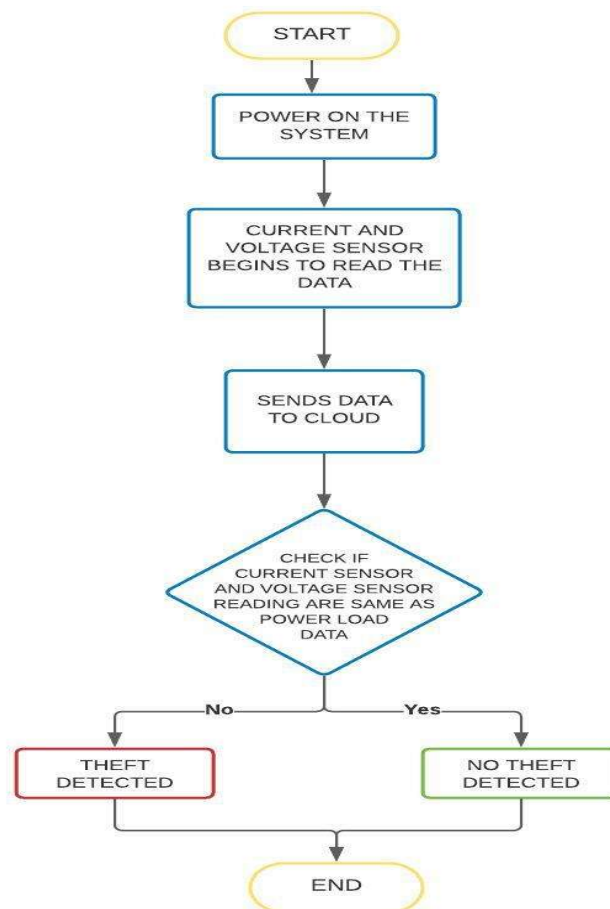 START
POWER ON THE
SYSTEM
CURRENT AND
VOLTAGE SENSOR
BEGINS TO READ THE
DATA
SENDS DATA
TO CLOUD
CHECK IF
CURRENT SENSOR
AND VOLTAGE SENSOR
READING ARE SAME AS
POWER LOAD
DATA
No
Yes
THEFT
DETECTED
NO THEFT
DETECTED
END